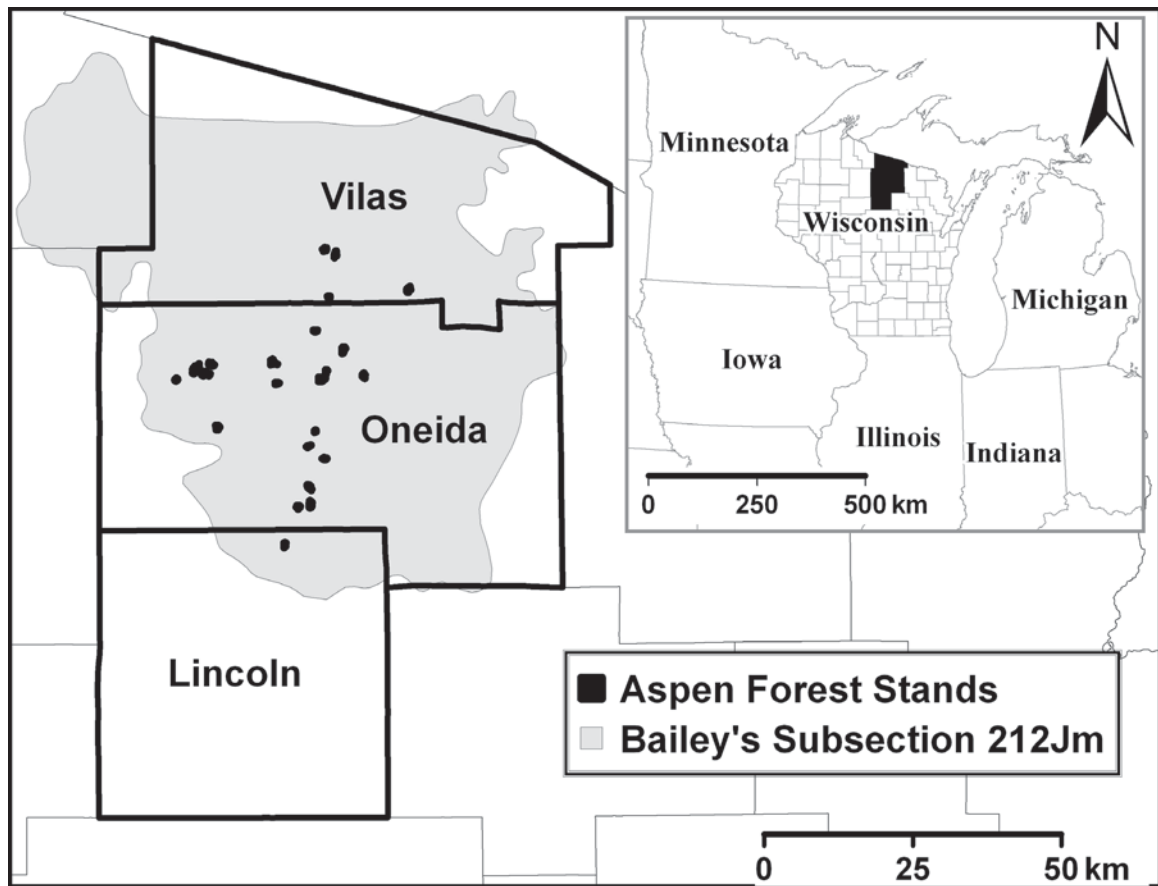 Vilas
Oneida
Lincoln
N
Minnesota
Wisconsin
Michigan
Iowa
Illinois
Indiana
0 250 500 km
Aspen Forest Stands
Bailey's Subsection 212Jm
0 25 50 km